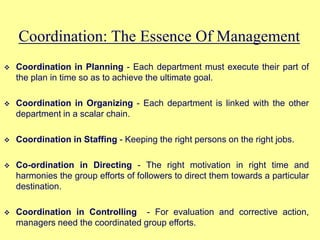 Coordination: The Essence Of Management
❖ Coordination in Planning - Each department must execute their part of
the plan in time so as to achieve the ultimate goal.
❖ Coordination in Organizing - Each department is linked with the other
department in a scalar chain.
❖ Coordination in Staffing - Keeping the right persons on the right jobs.
❖ Co-ordination in Directing - The right motivation in right time and
harmonies the group efforts of followers to direct them towards a particular
destination.
❖ Coordination in Controlling - For evaluation and corrective action,
managers need the coordinated group efforts.